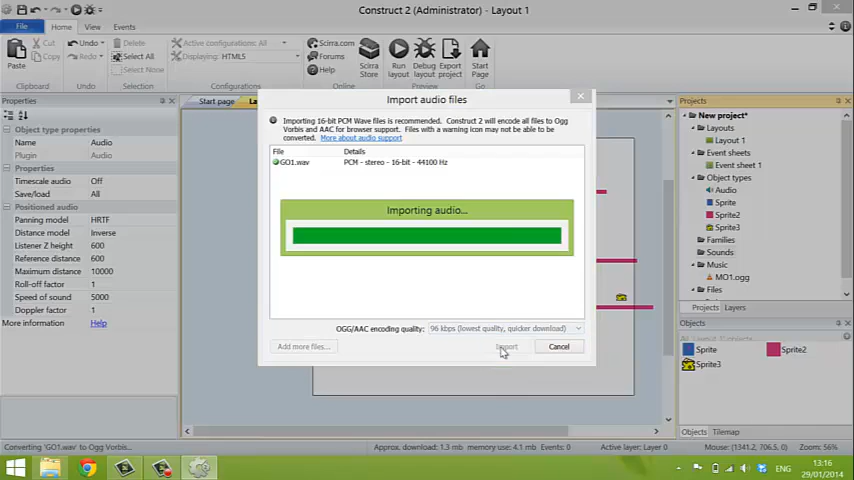 Construct 2 (Administrator) - Layout 1
File
Home
View
Events
Paste
Cut
Copy
Clipboard
Undo
Redo
Undo
Delete
Select All
Select None
Selection
Active configurations: All
Displaying: HTML5
Configurations
Scirra.com
Forums
Help
Online
Scirra Store
Run layout
Debug layout
Export project
Preview
Start Page
Go
Properties
Object type properties
Name Audio
Plugin Audio
Properties
Timescale audio Off
Save/load All
Positioned audio
Panning model HRTF
Distance model Inverse
Listener Z height 600
Reference distance 600
Maximum distance 10000
Roll-off factor 1
Speed of sound 5000
Doppler factor 1
More information Help
Start page
Import audio files
Importing 16-bit PCM Wave files is recommended. Construct 2 will encode all files to Ogg
Vorbis and AAC for browser support. Files with a warning icon may not be able to be
converted. More about audio support
File Details
GO1.wav PCM - stereo - 16-bit - 44100 Hz
Importing audio...
OGG/AAC encoding quality: 96 kbps (lowest quality, quicker download)
Add more files...
Import
Cancel
Projects
New project*
Layouts
Layout 1
Event sheets
Event sheet 1
Object types
Audio
Sprite
Sprite2
Sprite3
Families
Sounds
Music
MO1.ogg
Files
Projects Layers
Objects
Sprite
Sprite2
Sprite3
Objects Tilemap
Converting 'GO1.wav' to Ogg Vorbis...
Approx. download: 1.3 mb memory use: 4.1 mb Events: 0
Active layer: Layer 0
Mouse: (1341.2, 706.5, 0)
Zoom: 56%
ENG
13:16
29/01/2014